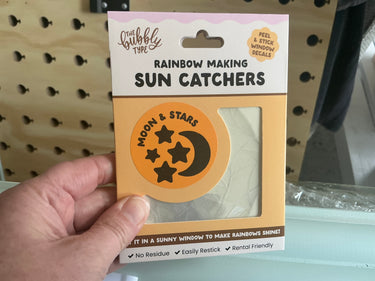 THE
bubbly
TYPE
PEEL
& STICK
WINDOW
DECALS
RAINBOW MAKING
SUN CATCHERS
MOON & STARS
IT IN A SUNNY WINDOW TO MAKE RAINBOWS SHINE!
✓ No Residue ✓ Easily Restick ✓ Rental Friendly